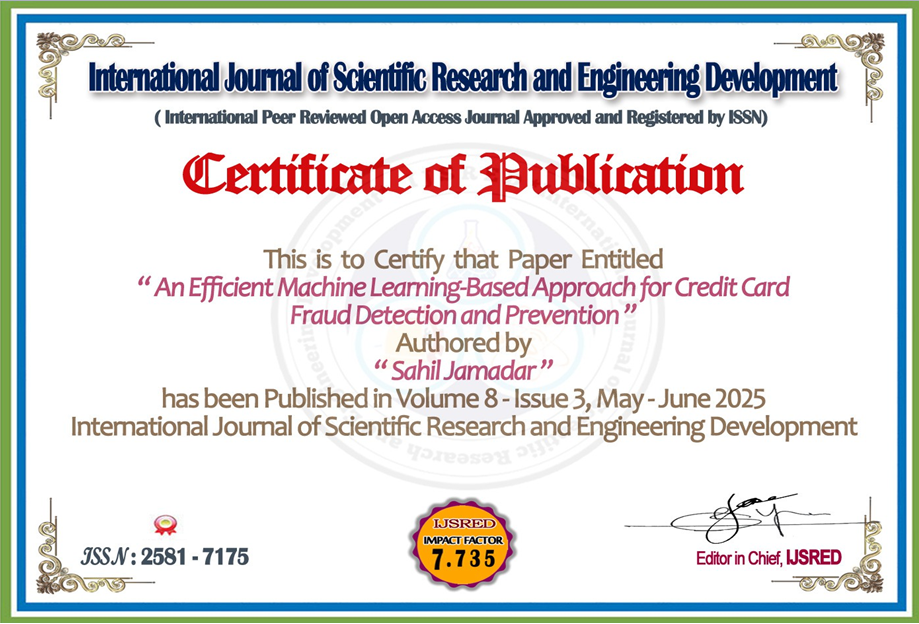 International Journal of Scientific Research and Engineering Development
( International Peer Reviewed Open Access Journal Approved and Registered by ISSN)
Certificate of Publication
This is to Certify that Paper Entitled
“ An Efficient Machine Learning-Based Approach for Credit Card
Fraud Detection and Prevention ”
Authored by
“ Sahil Jamadar ”
has been Published in Volume 8 - Issue 3, May - June 2025
International Journal of Scientific Research and Engineering Development
ISSN : 2581 - 7175
IJSRED
IMPACT FACTOR
7.735
Editor in Chief, IJSRED